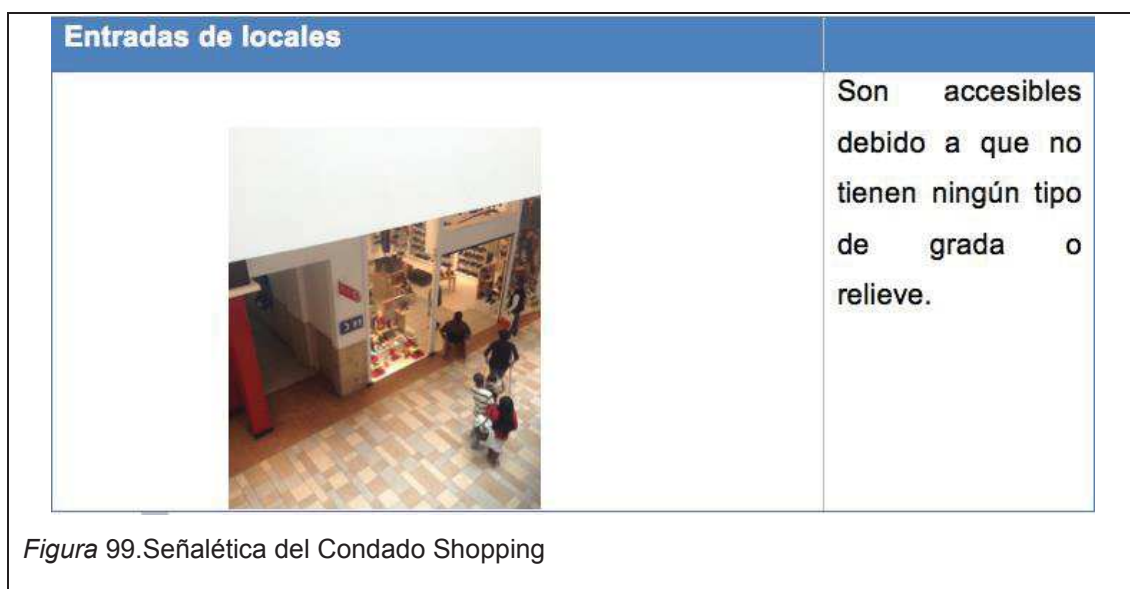 Entradas de locales
Son accesibles
debido a que no
tienen ningún tipo
de grada o
relieve.
Figura 99.Señalética del Condado Shopping